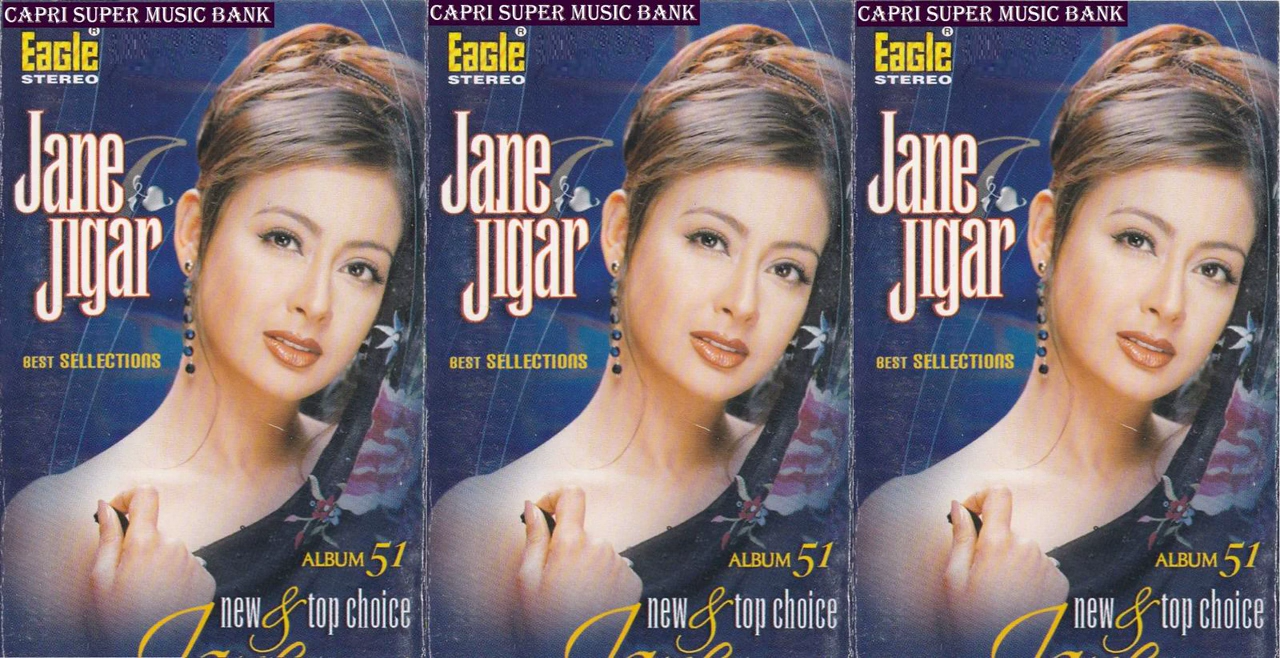 CAPRI SUPER MUSIC BANK
Eagle®
STEREO
Jane
Jigar
BEST SELLECTIONS
ALBUM 51
new & top choice
CAPRI SUPER MUSIC BANK
Eagle®
STEREO
Jane
Jigar
BEST SELLECTIONS
ALBUM 51
new & top choice
CAPRI SUPER MUSIC BANK
Eagle®
STEREO
Jane
Jigar
BEST SELLECTIONS
ALBUM 51
new & top choice